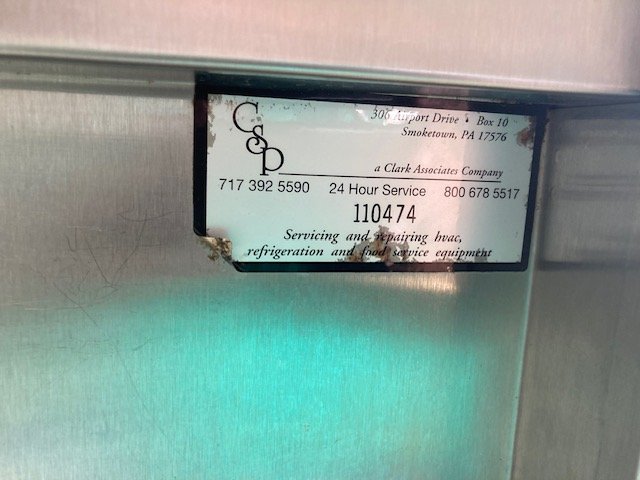 CSP
306 Airport Drive • Box 10
Smoketown, PA 17576
a Clark Associates Company
717 392 5590 24 Hour Service 800 678 5517
110474
Servicing and repairing hvac,
refrigeration and food service equipment